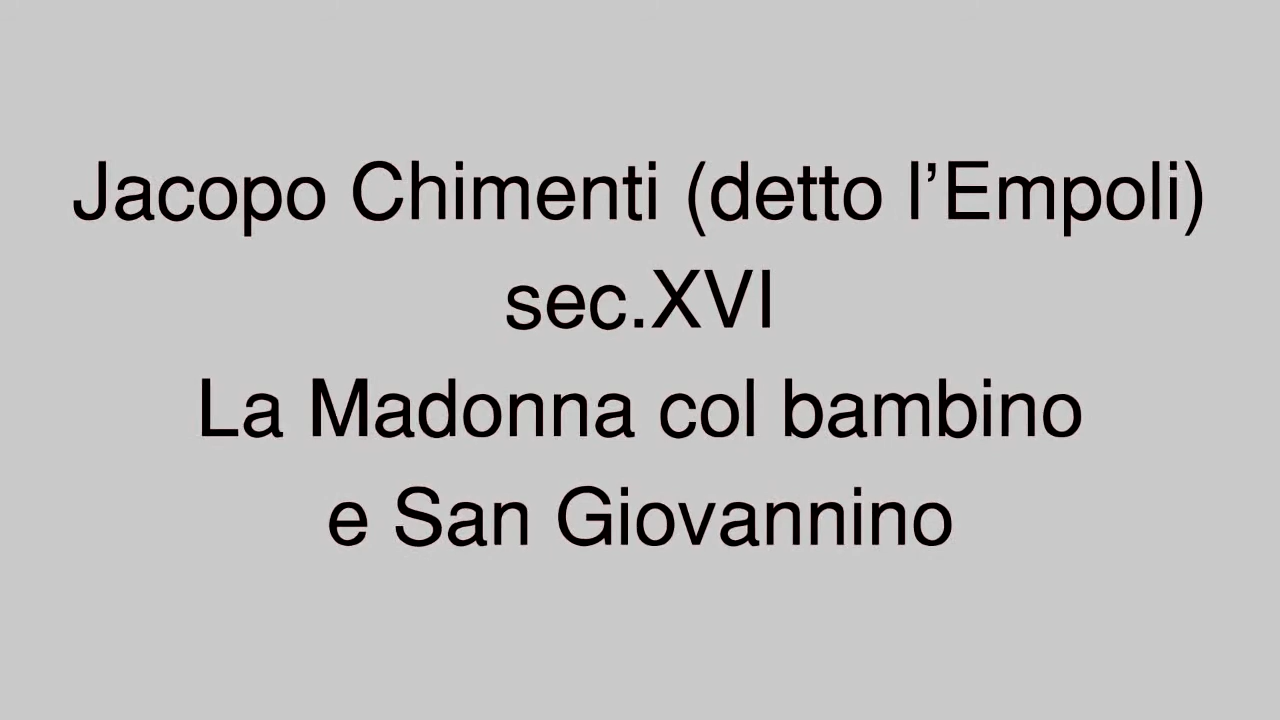 Jacopo Chimenti (detto l’Empoli)
sec.XVI
La Madonna col bambino
e San Giovannino